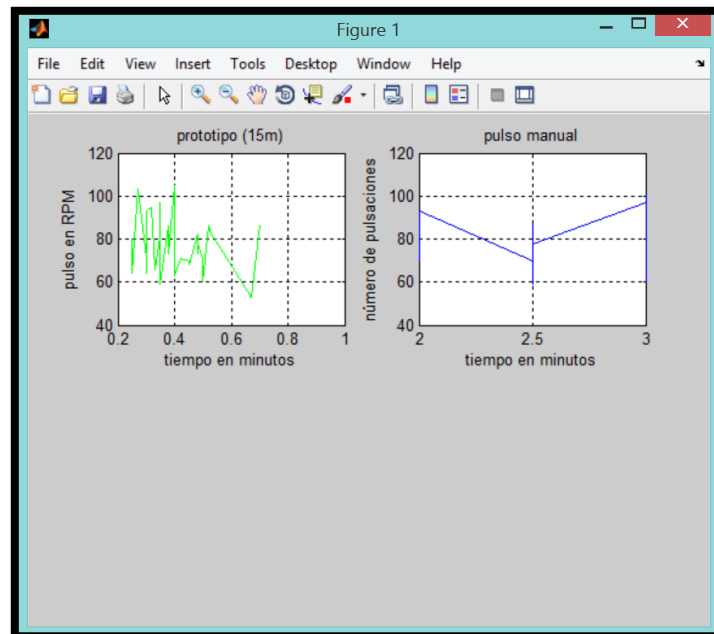 Figure 1
File Edit View Insert Tools Desktop Window Help
prototipo (15m)
120
100
80
60
40
pulso en RPM
0.2 0.4 0.6 0.8 1
tiempo en minutos
pulso manual
120
100
80
60
40
número de pulsaciones
2 2.5 3
tiempo en minutos